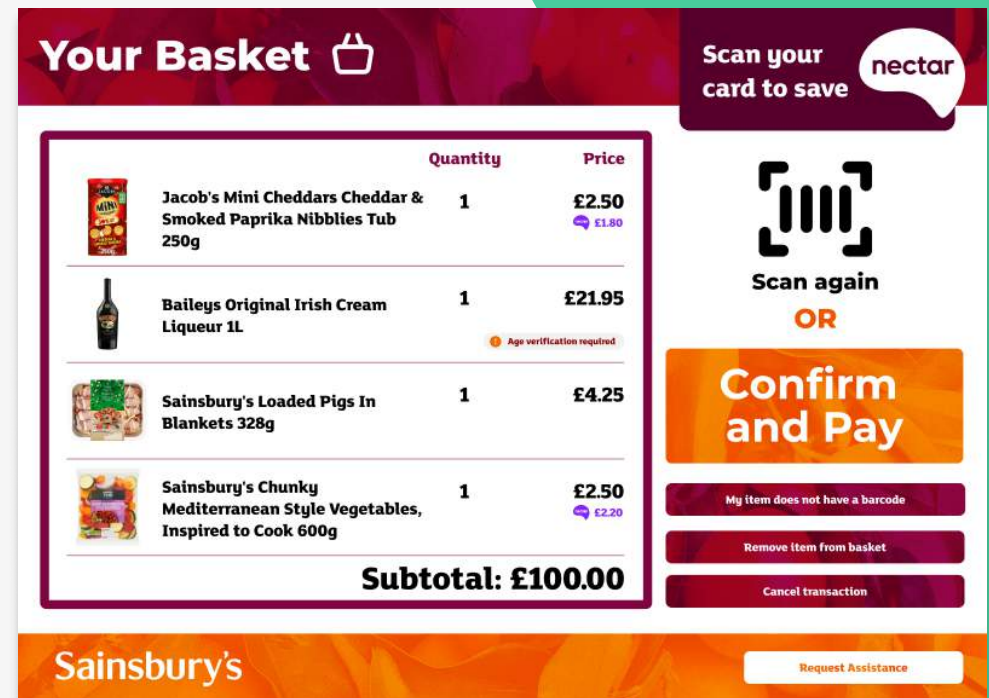 Your Basket
Scan your
card to save
nectar
Quantity Price
Jacob's Mini Cheddars Cheddar &
Smoked Paprika Nibblies Tub
250g
1 £2.50
£1.80
Baileys Original Irish Cream
Liqueur 1L
1 £21.95
Age verification required
Sainsbury's Loaded Pigs In
Blankets 328g
1 £4.25
Sainsbury's Chunky
Mediterranean Style Vegetables,
Inspired to Cook 600g
1 £2.50
£2.20
Subtotal: £100.00
Scan again
OR
Confirm
and Pay
My item does not have a barcode
Remove item from basket
Cancel transaction
Sainsbury's
Request Assistance
MINI